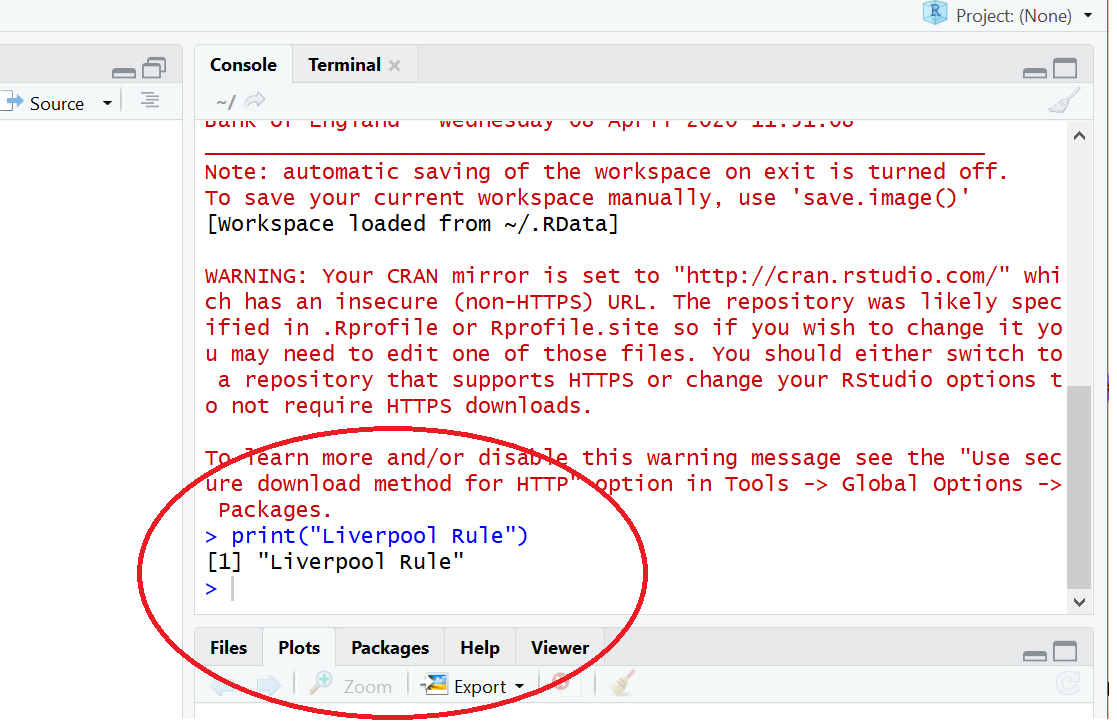 Project: (None)
Console Terminal
Source
~/
Bank of England Wednesday 08 April 2020 11:51:08
Note: automatic saving of the workspace on exit is turned off.
To save your current workspace manually, use 'save.image()'
[Workspace loaded from ~/.RData]
WARNING: Your CRAN mirror is set to "http://cran.rstudio.com/" whi
ch has an insecure (non-HTTPS) URL. The repository was likely spec
ified in .Rprofile or Rprofile.site so if you wish to change it yo
u may need to edit one of those files. You should either switch to
 a repository that supports HTTPS or change your RStudio options t
o not require HTTPS downloads.
To learn more and/or disable this warning message see the "Use sec
ure download method for HTTP" option in Tools -> Global Options ->
 Packages.
> print("Liverpool Rule")
[1] "Liverpool Rule"
>
Files Plots Packages Help Viewer
Zoom Export